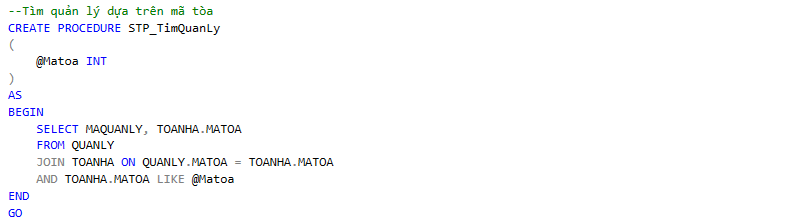 --Tìm quản lý dựa trên mã tòa
CREATE PROCEDURE STP_TimQuanLy
(
    @Matoa INT
)
AS
BEGIN
    SELECT MAQUANLY, TOANHA.MATOA
    FROM QUANLY
    JOIN TOANHA ON QUANLY.MATOA = TOANHA.MATOA
    AND TOANHA.MATOA LIKE @Matoa
END
GO